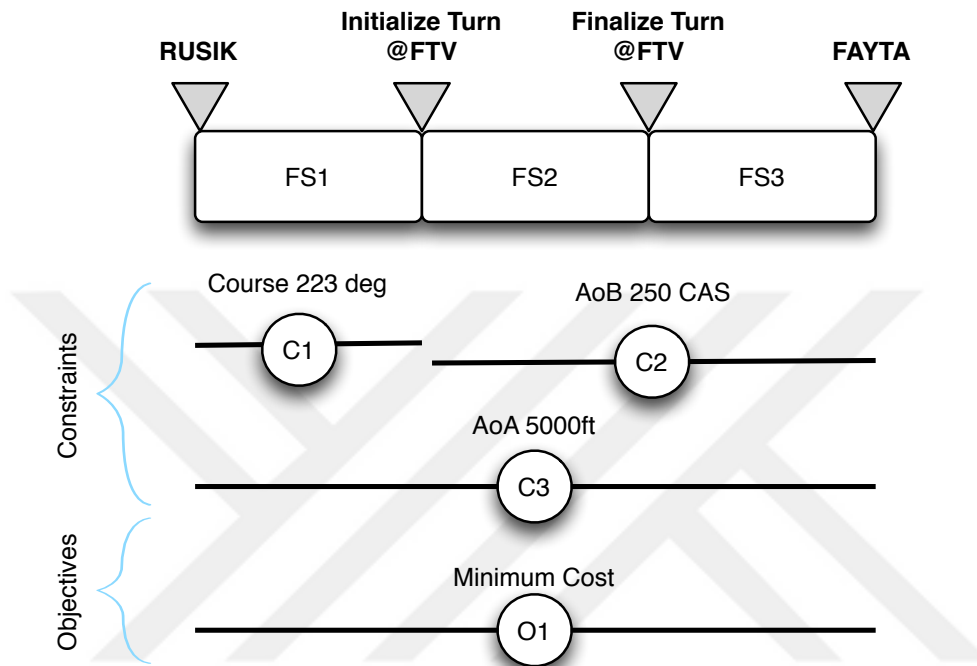 RUSIK
Initialize Turn
@FTV
Finalize Turn
@FTV
FAYTA
FS1
FS2
FS3
Constraints
Course 223 deg
C1
AoB 250 CAS
C2
AoA 5000ft
C3
Objectives
Minimum Cost
O1